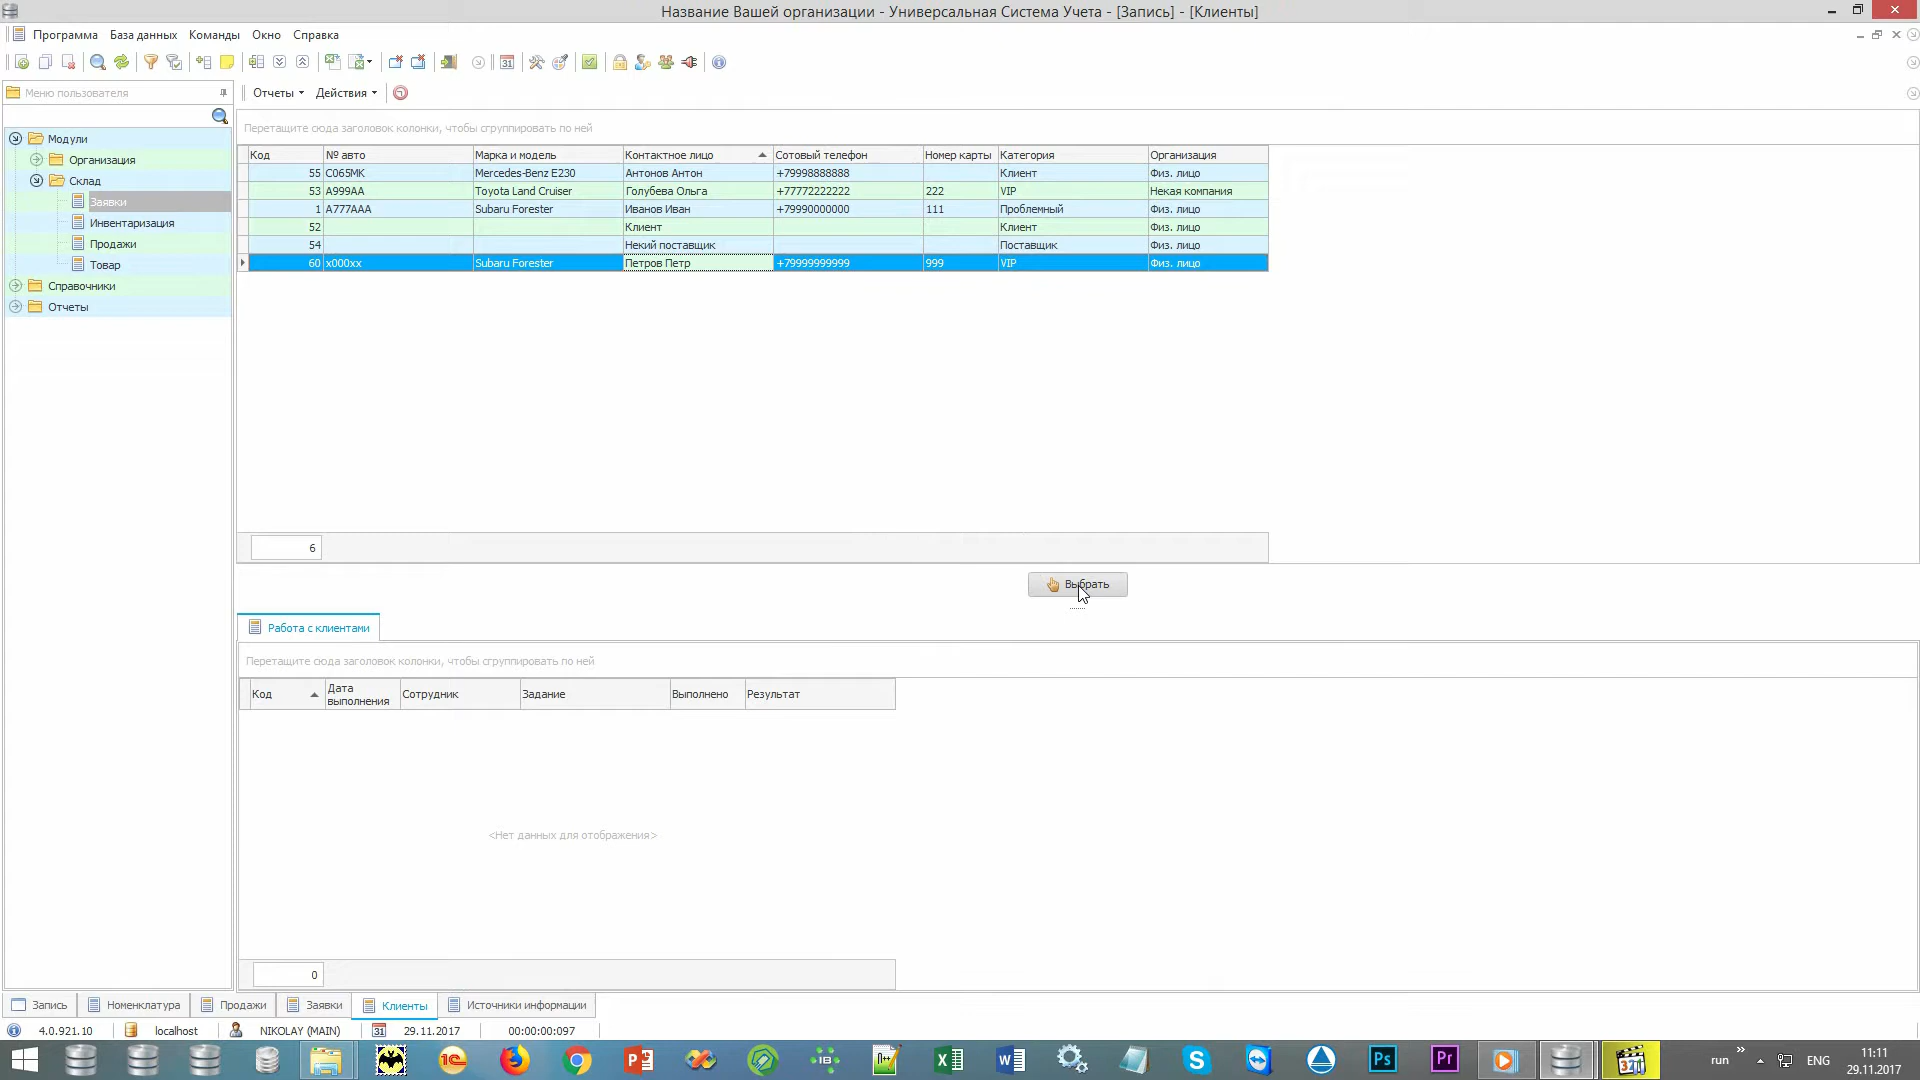 Название Вашей организации - Универсальная Система Учета - [Запись] - [Клиенты]
Программа База данных Команды Окно Справка
Меню пользователя
Отчеты Действия
Модули
Организация
Склад
Заявки
Инвентаризация
Продажи
Товар
Справочники
Отчеты
Перетащите сюда заголовок колонки, чтобы сгруппировать по ней
Код № авто Марка и модель Контактное лицо Сотовый телефон Номер карты Категория Организация
55 С065МК Mercedes-Benz E230 Антонов Антон +79998888888 Клиент Физ. лицо
53 А999АА Toyota Land Cruiser Голубева Ольга +77772222222 222 VIP Некая компания
1 А777ААА Subaru Forester Иванов Иван +79990000000 111 Проблемный Физ. лицо
52 Клиент Клиент Физ. лицо
54 Некий поставщик Поставщик Физ. лицо
60 х000хх Subaru Forester Петров Петр +79999999999 999 VIP Физ. лицо
6
Выбрать
Работа с клиентами
Перетащите сюда заголовок колонки, чтобы сгруппировать по ней
Код Дата выполнения Сотрудник Задание Выполнено Результат
<Нет данных для отображения>
0
Запись Номенклатура Продажи Заявки Клиенты Источники информации
4.0.921.10 localhost NIKOLAY (MAIN) 31 29.11.2017 00:00:00:097
run ENG 11:11
29.11.2017